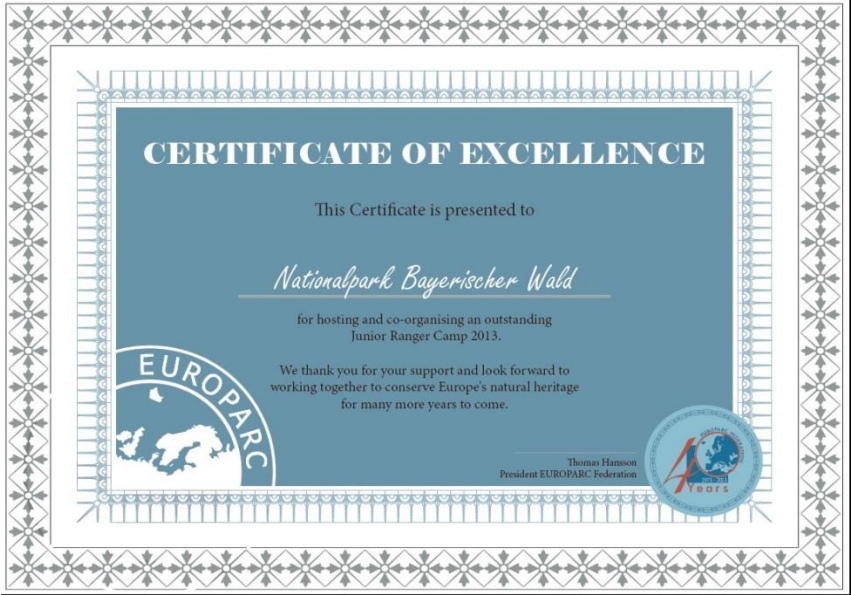 CERTIFICATE OF EXCELLENCE
This Certificate is presented to
Nationalpark Bayerischer Wald
for hosting and co-organising an outstanding
Junior Ranger Camp 2013.
We thank you for your support and look forward to
working together to conserve Europe's natural heritage
for many more years to come.
EUROPARC
Thomas Hansson
President EUROPARC Federation
EUROPARC FEDERATION
40
Years